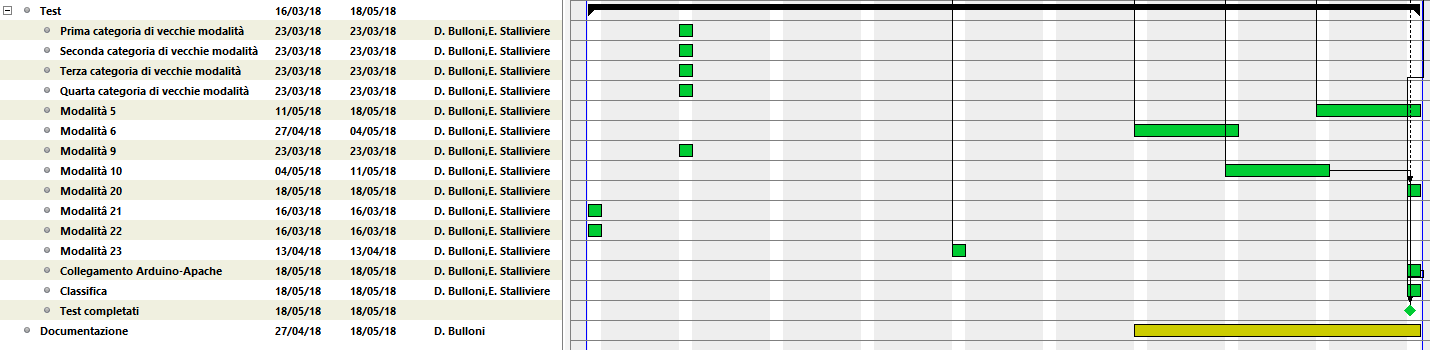 Test 16/03/18 18/05/18
Prima categoria di vecchie modalità 23/03/18 23/03/18 D. Bulloni,E. Stalliviere
Seconda categoria di vecchie modalità 23/03/18 23/03/18 D. Bulloni,E. Stalliviere
Terza categoria di vecchie modalità 23/03/18 23/03/18 D. Bulloni,E. Stalliviere
Quarta categoria di vecchie modalità 23/03/18 23/03/18 D. Bulloni,E. Stalliviere
Modalità 5 11/05/18 18/05/18 D. Bulloni,E. Stalliviere
Modalità 6 27/04/18 04/05/18 D. Bulloni,E. Stalliviere
Modalità 9 23/03/18 23/03/18 D. Bulloni,E. Stalliviere
Modalità 10 04/05/18 11/05/18 D. Bulloni,E. Stalliviere
Modalità 20 18/05/18 18/05/18 D. Bulloni,E. Stalliviere
Modalitâ 21 16/03/18 16/03/18 D. Bulloni,E. Stalliviere
Modalità 22 16/03/18 16/03/18 D. Bulloni,E. Stalliviere
Modalità 23 13/04/18 13/04/18 D. Bulloni,E. Stalliviere
Collegamento Arduino-Apache 18/05/18 18/05/18 D. Bulloni,E. Stalliviere
Classifica 18/05/18 18/05/18 D. Bulloni,E. Stalliviere
Test completati 18/05/18 18/05/18
Documentazione 27/04/18 18/05/18 D. Bulloni